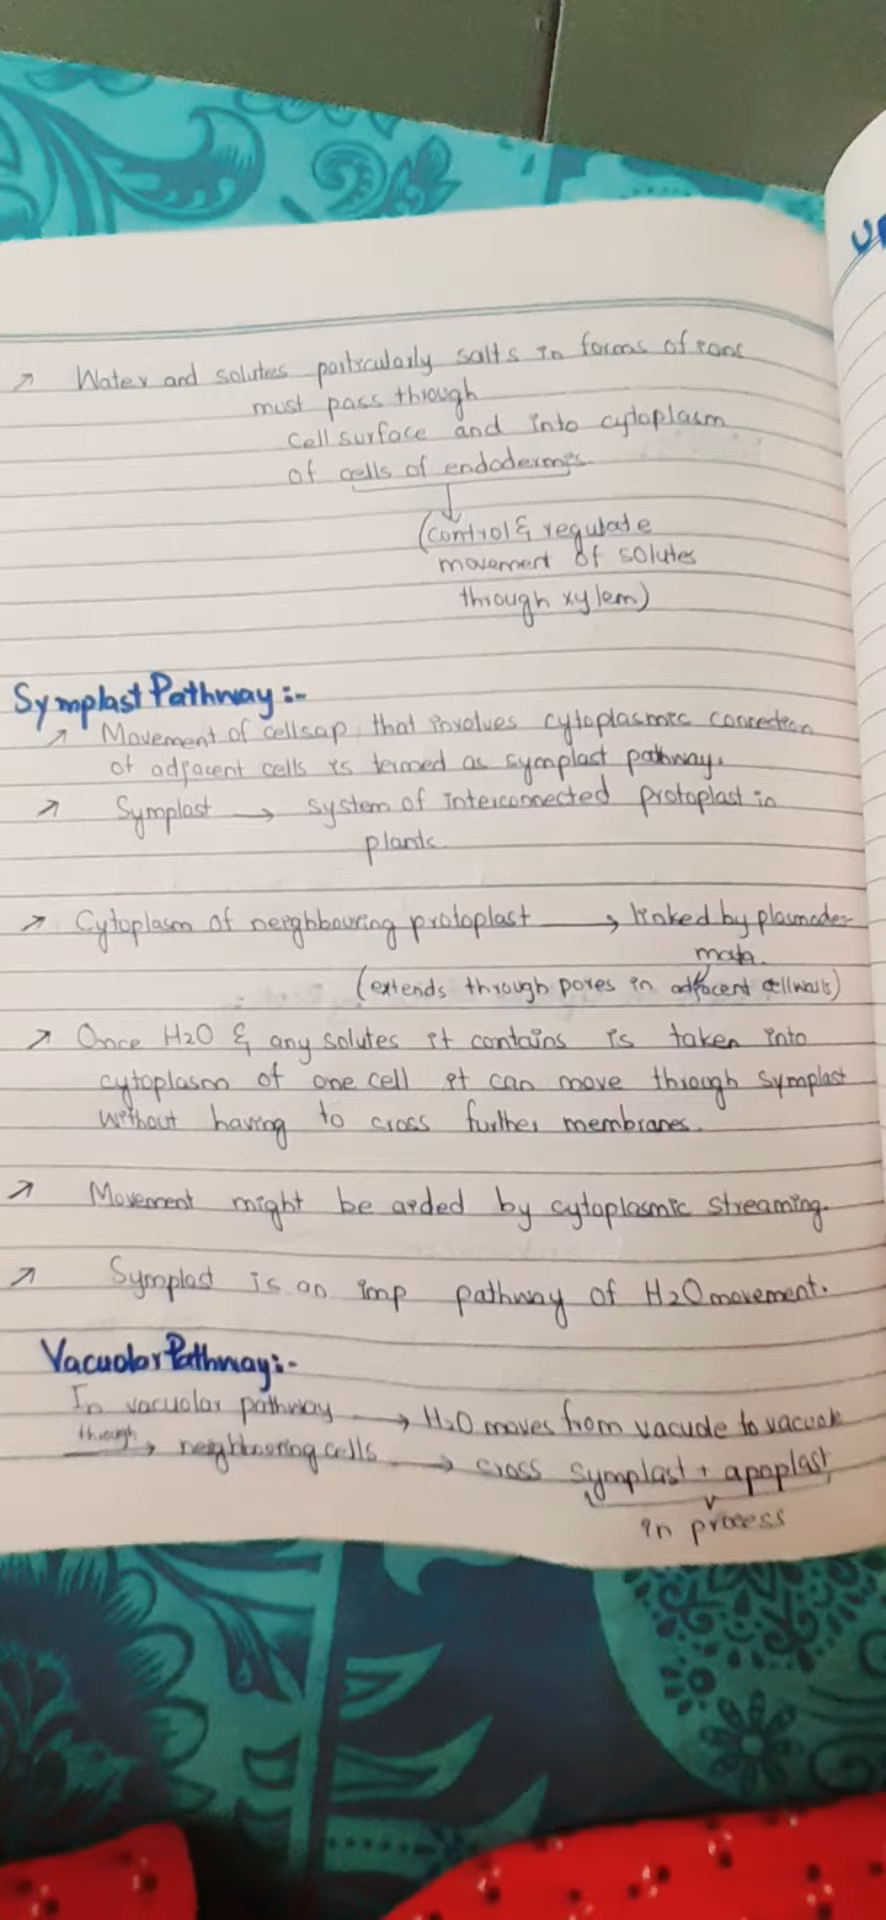 ↗ Water and solutes particularly salts in forms of ions
must pass through
cell surface and into cytoplasm
of cells of endodermis
↓
(control & regulate
movement of solutes
through xylem)
Symplast Pathway :-
↗ Movement of cellsap that involves cytoplasmic connection
of adjacent cells is termed as symplast pathway.
↗ Symplast → system of interconnected protoplast in
plants.
↗ Cytoplasm of neighbouring protoplast → linked by plasmodes-
mata.
(extends through pores in adjacent cellwalls)
↗ Once H2O & any solutes it contains is taken into
cytoplasm of one cell it can move through symplast
without having to cross further membranes.
↗ Movement might be aided by cytoplasmic streaming.
↗ Symplast is an imp pathway of H2O movement.
Vacuolar Pathway:-
In vacuolar pathway → H2O moves from vacuole to vacuole
through → neighbouring cells → cross symplast + apoplast
in process